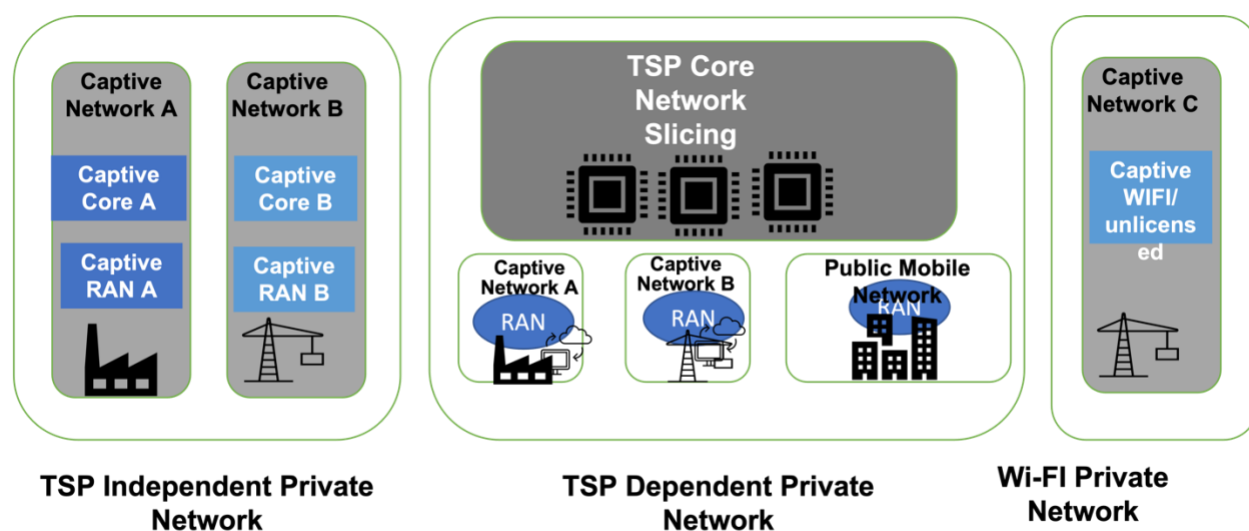 Captive
Network A
Captive
Core A
Captive
RAN A
Captive
Network B
Captive
Core B
Captive
RAN B
TSP Independent Private
Network
TSP Core
Network
Slicing
Captive
Network A
RAN
Captive
Network B
RAN
Public Mobile
Network
RAN
TSP Dependent Private
Network
Captive
Network C
Captive
WIFI/
unlicens
ed
Wi-FI Private
Network